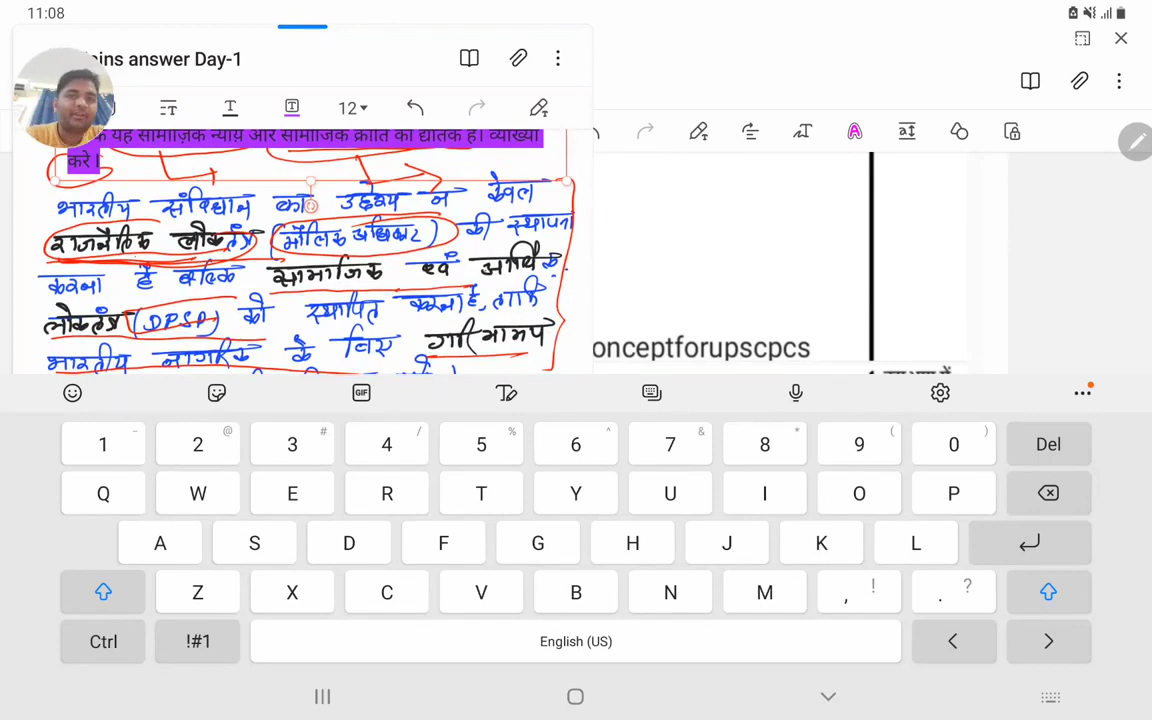 11:08
ins answer Day-1
12
यह सामाजिक न्याय और सामाजिक क्रांति का द्योतक है। व्याख्या
करे।
भारतीय संविधान का उद्देश्य न केवल
राजनैतिक लोकतंत्र (मौलिक अधिकार) की स्थापना
करना है बल्कि सामाजिक एवं आर्थिक
लोकतंत्र (DPSP) को स्थापित करना है, ताकि
भारतीय नागरिक के लिए गरिमामय
onceptforupscpcs
GIF
1 2 3 4 5 6 7 8 9 0 Del
- @ # / % ^ & * ( )
Q W E R T Y U I O P
A S D F G H J K L
Z X C V B N M , ! . ?
Ctrl !#1 English (US) < >